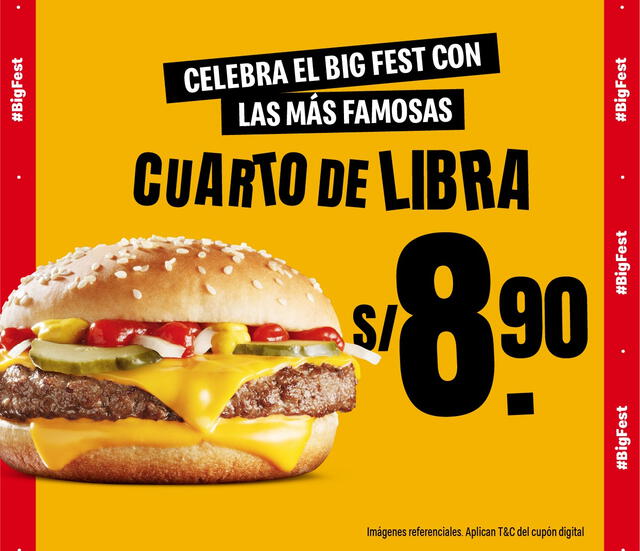 CELEBRA EL BIG FEST CON
LAS MÁS FAMOSAS
CUARTO DE LIBRA
S/8.90
Imágenes referenciales. Aplican T&C del cupón digital
#BigFest
#BigFest
#BigFest
#BigFest